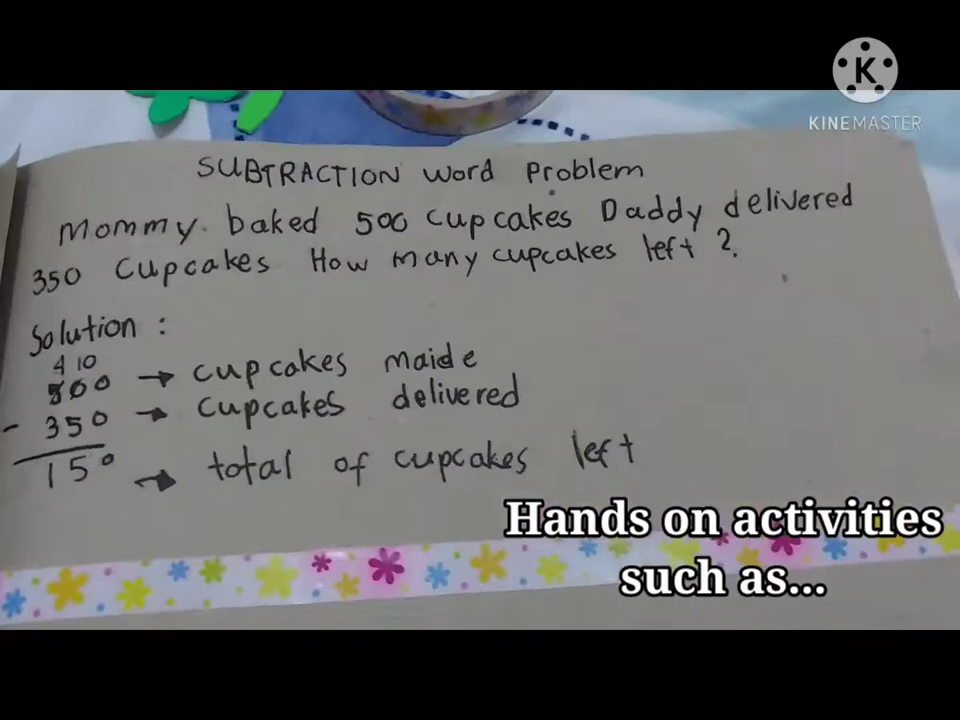 KINEMASTER
SUBTRACTION word problem
Mommy baked 500 cupcakes Daddy delivered
350 cupcakes How many cupcakes left ?
Solution :
4 10
500 → cupcakes maide
- 350 → cupcakes delivered
150 → total of cupcakes left
Hands on activities
such as...